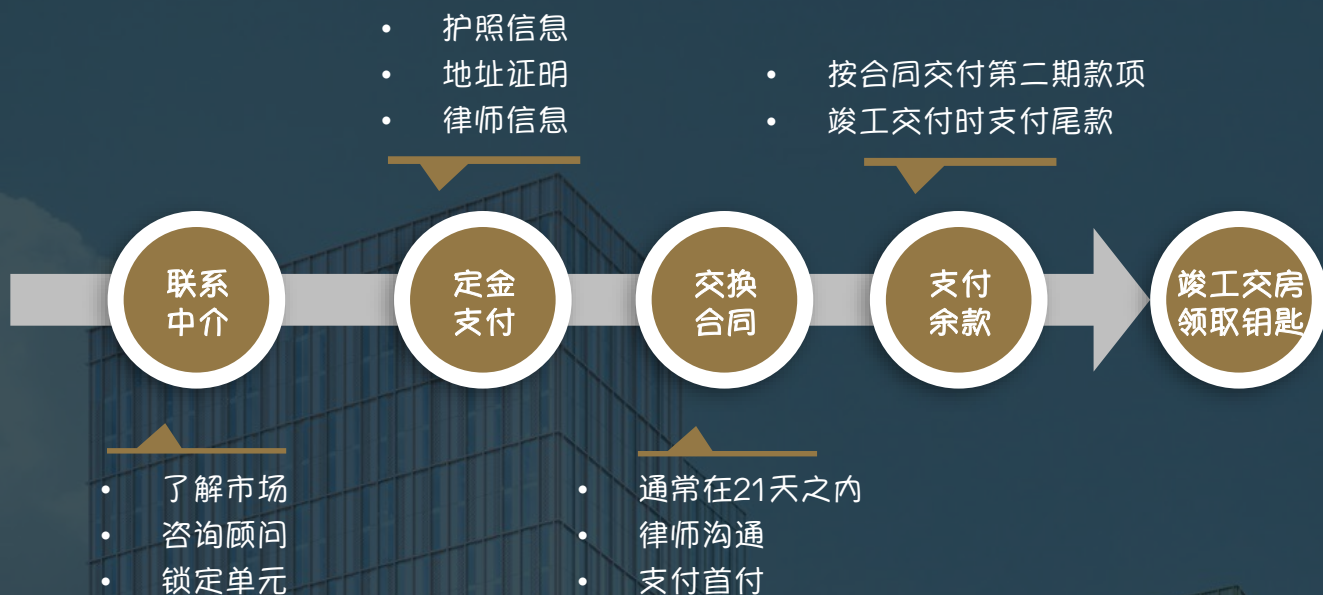 • 护照信息
• 地址证明
• 律师信息
• 按合同交付第二期款项
• 竣工交付时支付尾款
联系
中介
定金
支付
交换
合同
支付
余款
竣工交房
领取钥匙
• 了解市场
• 咨询顾问
• 锁定单元
• 通常在21天之内
• 律师沟通
• 支付首付